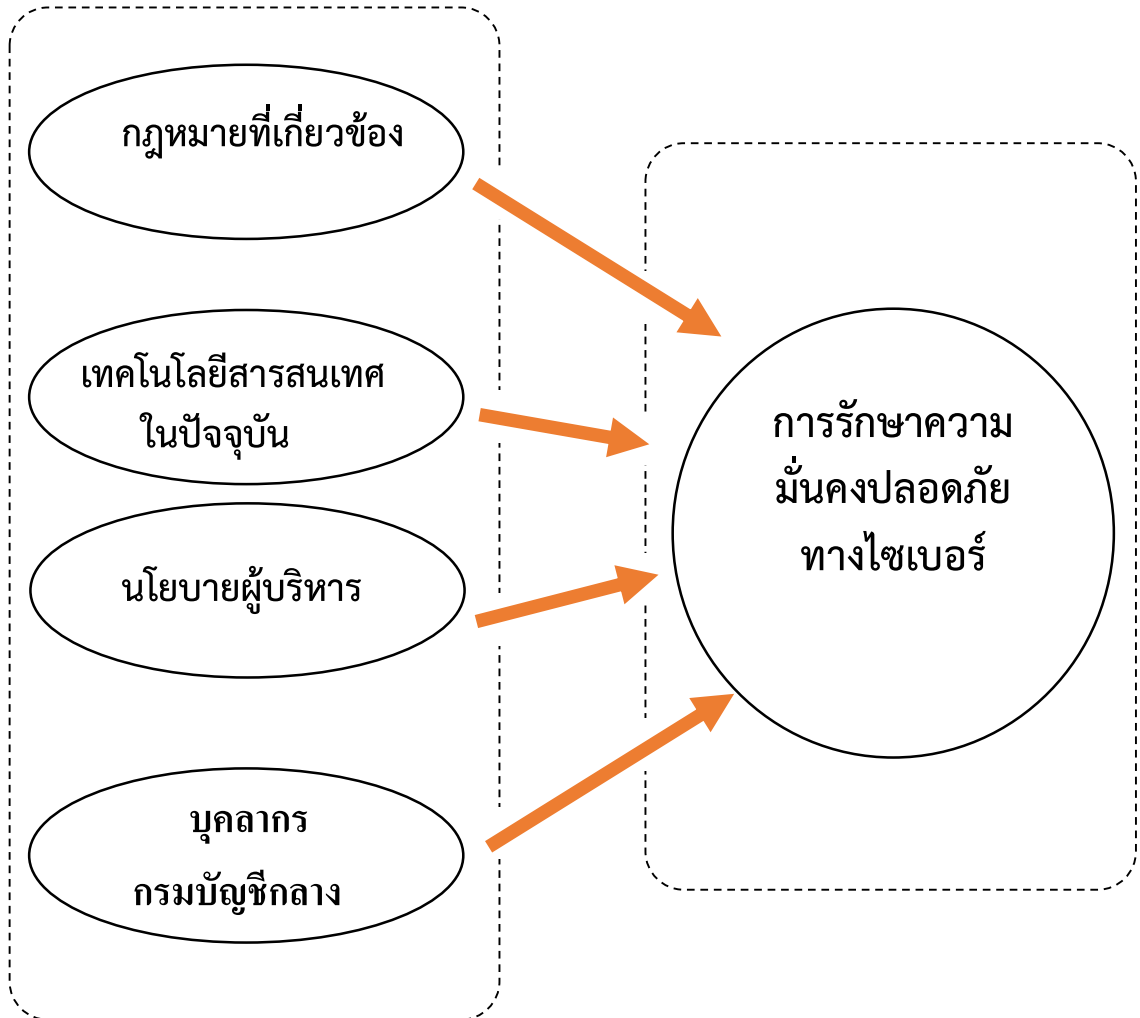 กฎหมายที่เกี่ยวข้อง
เทคโนโลยีสารสนเทศ
ในปัจจุบัน
นโยบายผู้บริหาร
บุคลากร
กรมบัญชีกลาง
การรักษาความ
มั่นคงปลอดภัย
ทางไซเบอร์